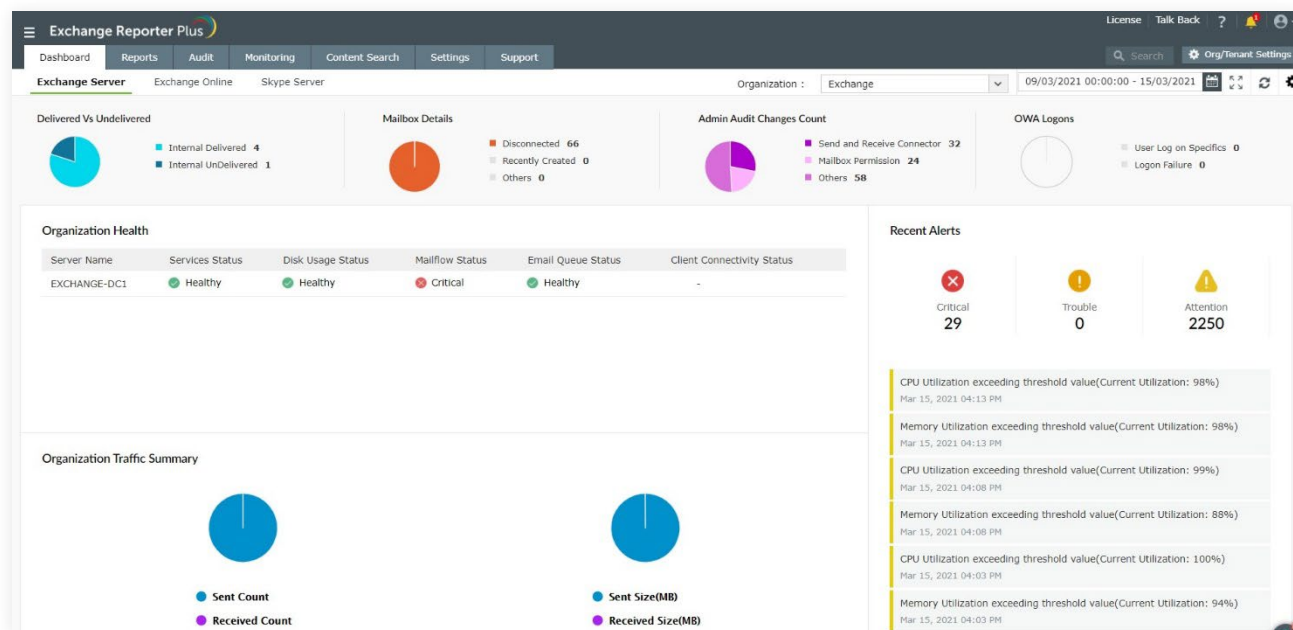 Exchange Reporter Plus
License Talk Back ?
Dashboard Reports Audit Monitoring Content Search Settings Support
Search Org/Tenant Settings
Exchange Server Exchange Online Skype Server
Organization : Exchange
09/03/2021 00:00:00 - 15/03/2021
Delivered Vs Undelivered
Internal Delivered 4
Internal UnDelivered 1
Mailbox Details
Disconnected 66
Recently Created 0
Others 0
Admin Audit Changes Count
Send and Receive Connector 32
Mailbox Permission 24
Others 58
OWA Logons
User Log on Specifics 0
Logon Failure 0
Organization Health
Server Name Services Status Disk Usage Status Mailflow Status Email Queue Status Client Connectivity Status
EXCHANGE-DC1 Healthy Healthy Critical Healthy -
Organization Traffic Summary
Sent Count
Received Count
Sent Size(MB)
Received Size(MB)
Recent Alerts
Critical
29
Trouble
0
Attention
2250
CPU Utilization exceeding threshold value(Current Utilization: 98%)
Mar 15, 2021 04:13 PM
Memory Utilization exceeding threshold value(Current Utilization: 98%)
Mar 15, 2021 04:13 PM
CPU Utilization exceeding threshold value(Current Utilization: 99%)
Mar 15, 2021 04:08 PM
Memory Utilization exceeding threshold value(Current Utilization: 88%)
Mar 15, 2021 04:08 PM
CPU Utilization exceeding threshold value(Current Utilization: 100%)
Mar 15, 2021 04:03 PM
Memory Utilization exceeding threshold value(Current Utilization: 94%)
Mar 15, 2021 04:03 PM